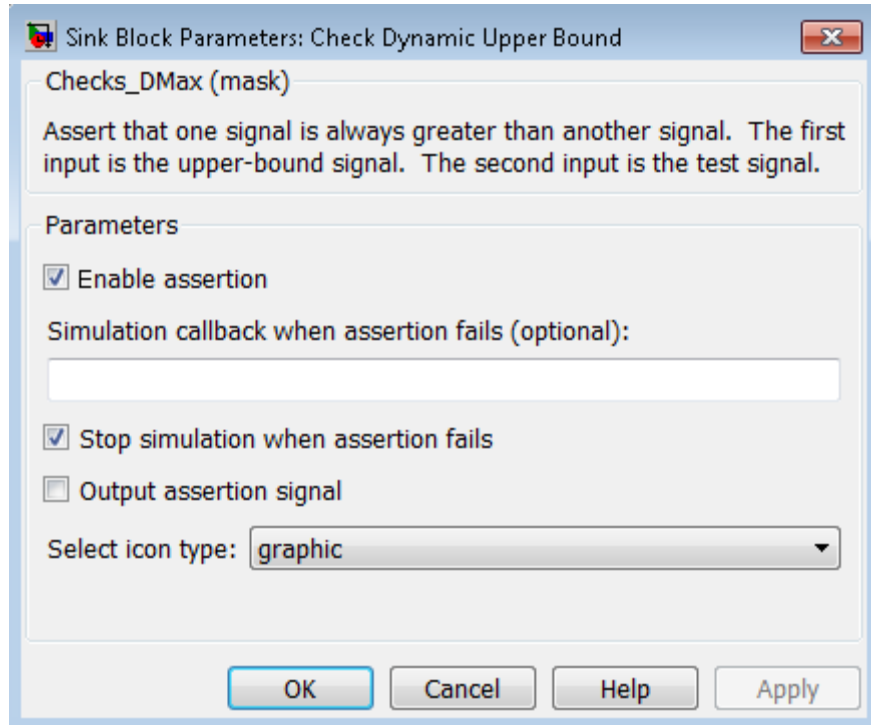 Sink Block Parameters: Check Dynamic Upper Bound
Checks_DMax (mask)
Assert that one signal is always greater than another signal.  The first
input is the upper-bound signal.  The second input is the test signal.
Parameters
Enable assertion
Simulation callback when assertion fails (optional):
Stop simulation when assertion fails
Output assertion signal
Select icon type: graphic
OK Cancel Help Apply